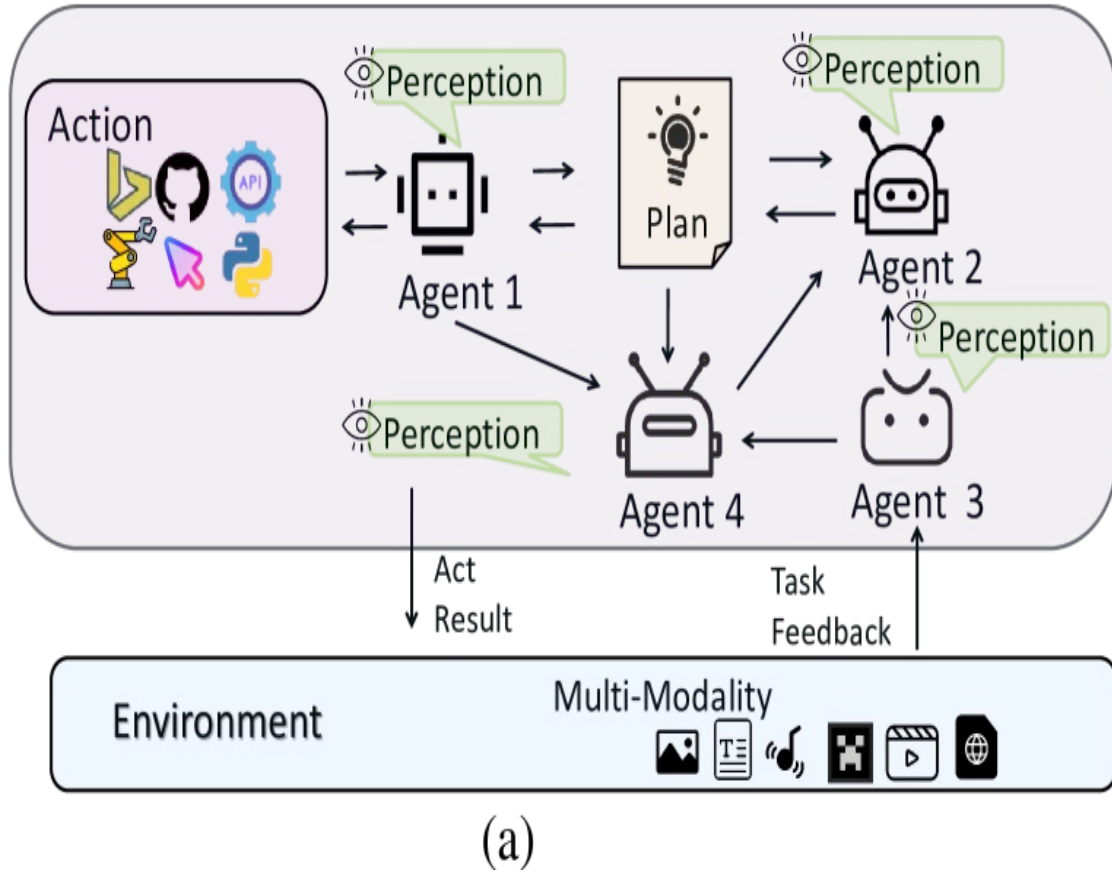 Perception
Perception
Action
API
Plan
Agent 1
Agent 2
Perception
Perception
Agent 4
Agent 3
Act
Result
Task
Feedback
Multi-Modality
Environment
T
(a)